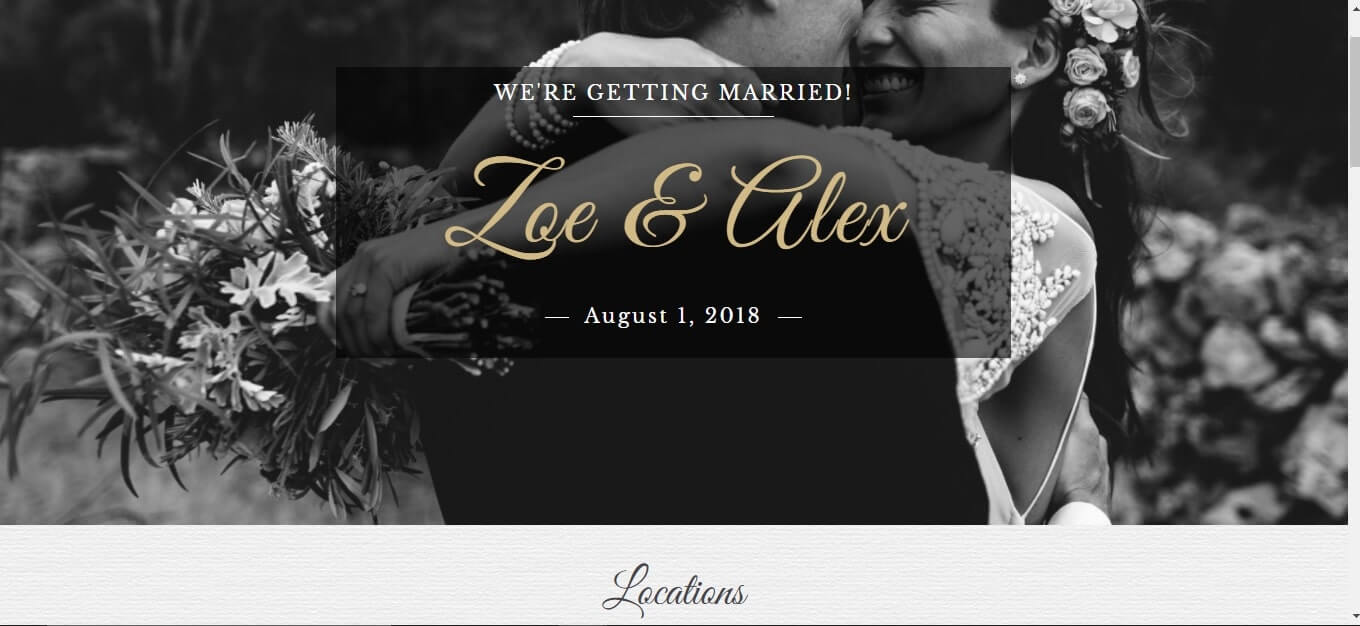 WE'RE GETTING MARRIED!
Zoe & Alex
— August 1, 2018 —
Locations